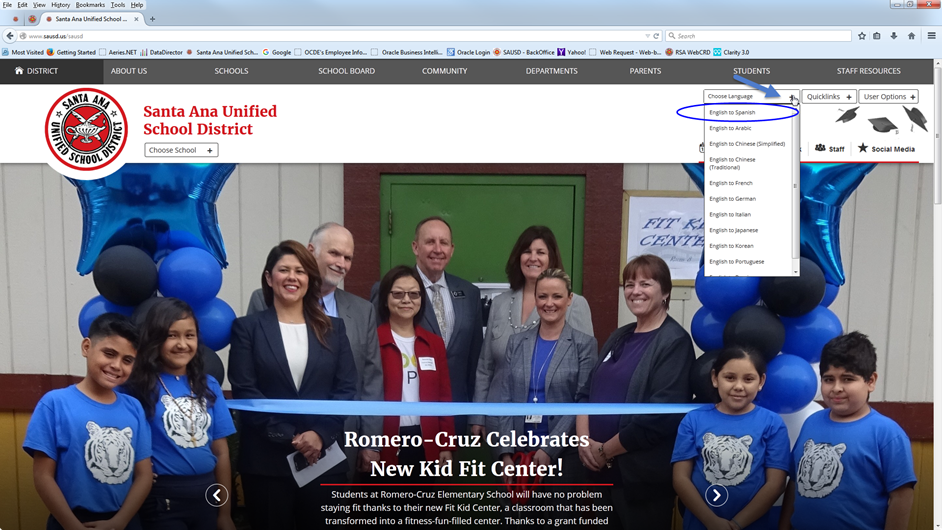 File Edit View History Bookmarks Tools Help
Santa Ana Unified School ...
www.sausd.us/sausd
Search
Most Visited Getting Started Aeries.NET DataDirector Santa Ana Unified Sch... Google OCDE's Employee Info... Oracle Business Intelli... Oracle Login SAUSD - BackOffice Yahoo! Web Request - Web-b... RSA WebCRD Clarity 3.0
DISTRICT ABOUT US SCHOOLS SCHOOL BOARD COMMUNITY DEPARTMENTS PARENTS STUDENTS STAFF RESOURCES
Choose Language Quicklinks + User Options +
SANTA ANA
UNIFIED SCHOOL DISTRICT
Santa Ana Unified
School District
Choose School +
English to Spanish
English to Arabic
English to Chinese (Simplified)
English to Chinese
(Traditional)
English to French
English to German
English to Italian
English to Japanese
English to Korean
English to Portuguese
Staff Social Media
FIT K
CENTE
Romero-Cruz Celebrates
New Kid Fit Center!
Students at Romero-Cruz Elementary School will have no problem
staying fit thanks to their new Fit Kid Center, a classroom that has been
transformed into a fitness-fun-filled center. Thanks to a grant funded